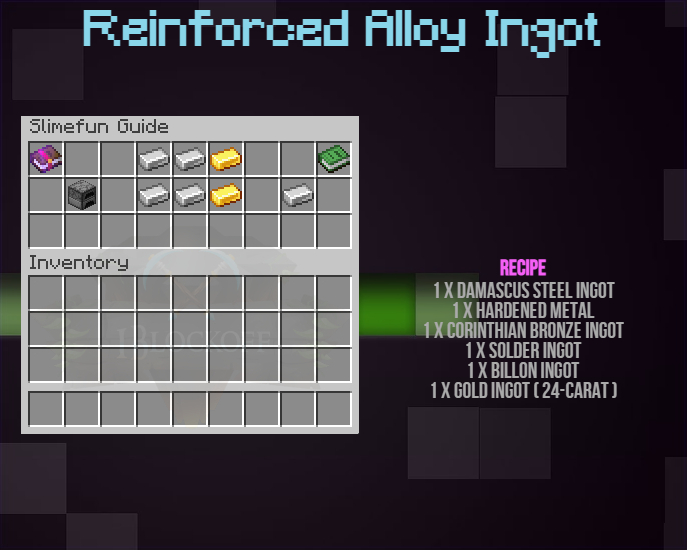 Reinforced Alloy Ingot
Slimefun Guide
Inventory
IBLOCKOFF
RECIPE
1 X DAMASCUS STEEL INGOT
1 X HARDENED METAL
1 X CORINTHIAN BRONZE INGOT
1 X SOLDER INGOT
1 X BILLON INGOT
1 X GOLD INGOT ( 24-CARAT )